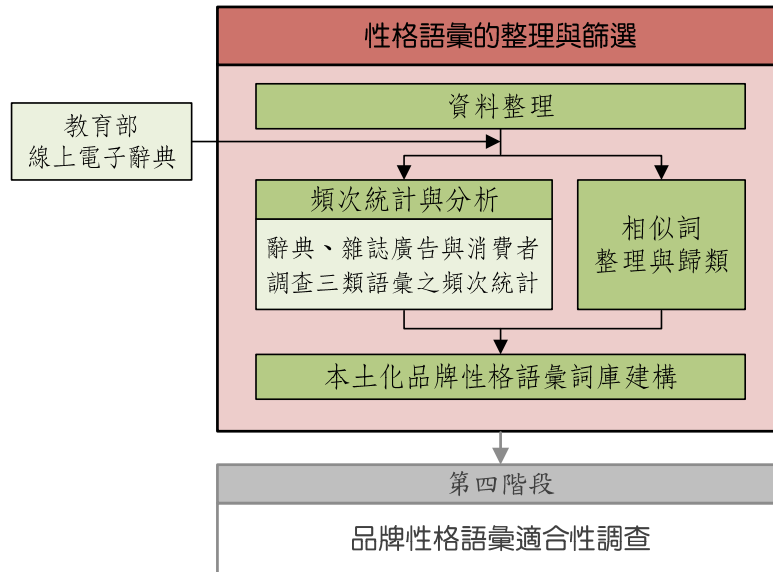 性格語彙的整理與篩選
資料整理
教育部
線上電子辭典
頻次統計與分析
辭典、雜誌廣告與消費者
調查三類語彙之頻次統計
相似詞
整理與歸類
本土化品牌性格語彙詞庫建構
第四階段
品牌性格語彙適合性調查